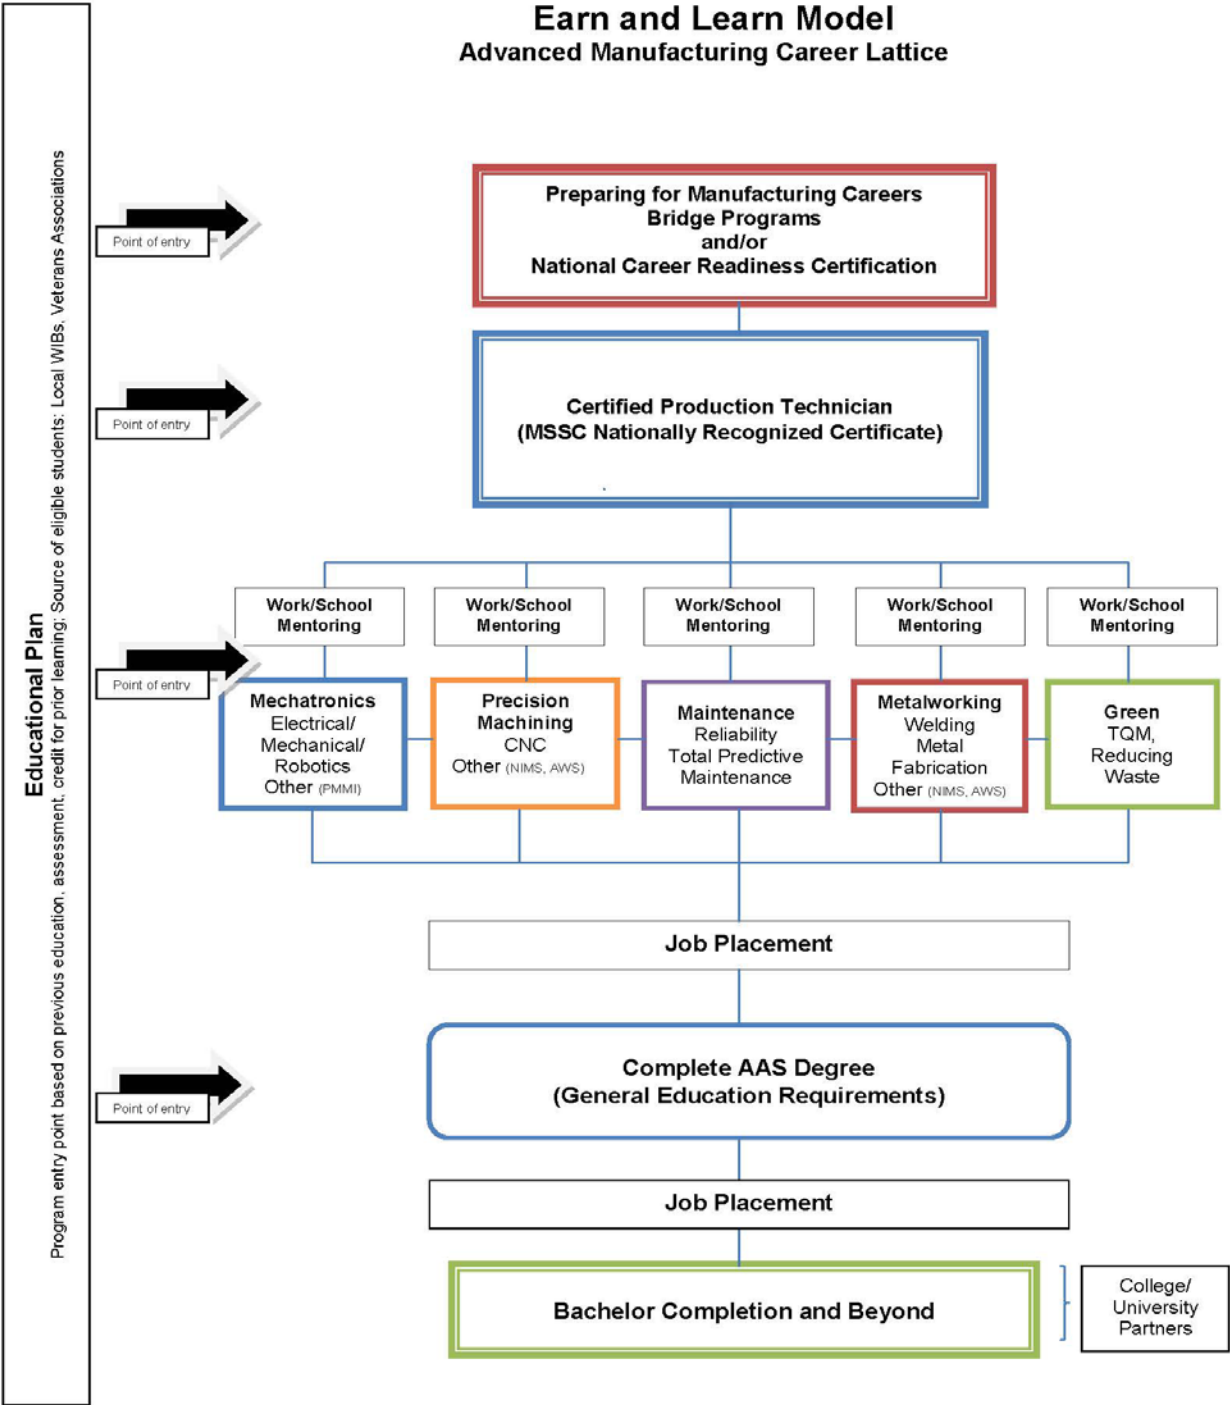 Earn and Learn Model
Advanced Manufacturing Career Lattice
Educational Plan
Program entry point based on previous education, assessment, credit for prior learning; Source of eligible students: Local WIBs, Veterans Associations
Point of entry
Preparing for Manufacturing Careers
Bridge Programs
and/or
National Career Readiness Certification
Point of entry
Certified Production Technician
(MSSC Nationally Recognized Certificate)
Work/School
Mentoring
Work/School
Mentoring
Work/School
Mentoring
Work/School
Mentoring
Work/School
Mentoring
Point of entry
Mechatronics
Electrical/
Mechanical/
Robotics
Other (PMMI)
Precision
Machining
CNC
Other (NIMS, AWS)
Maintenance
Reliability
Total Predictive
Maintenance
Metalworking
Welding
Metal
Fabrication
Other (NIMS, AWS)
Green
TQM,
Reducing
Waste
Job Placement
Point of entry
Complete AAS Degree
(General Education Requirements)
Job Placement
Bachelor Completion and Beyond
College/
University
Partners